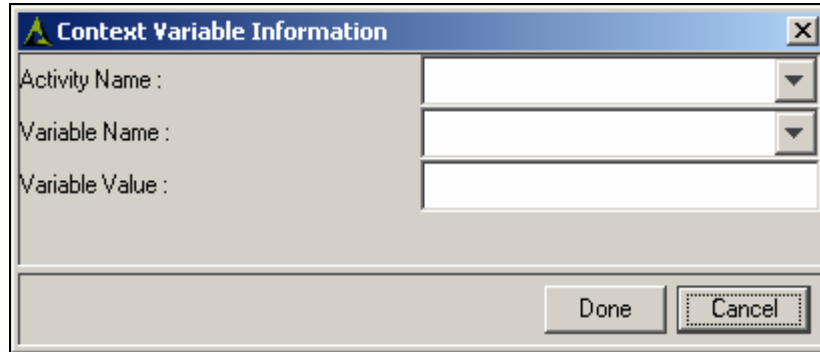 Context Variable Information
Activity Name :
Variable Name :
Variable Value :
Done Cancel